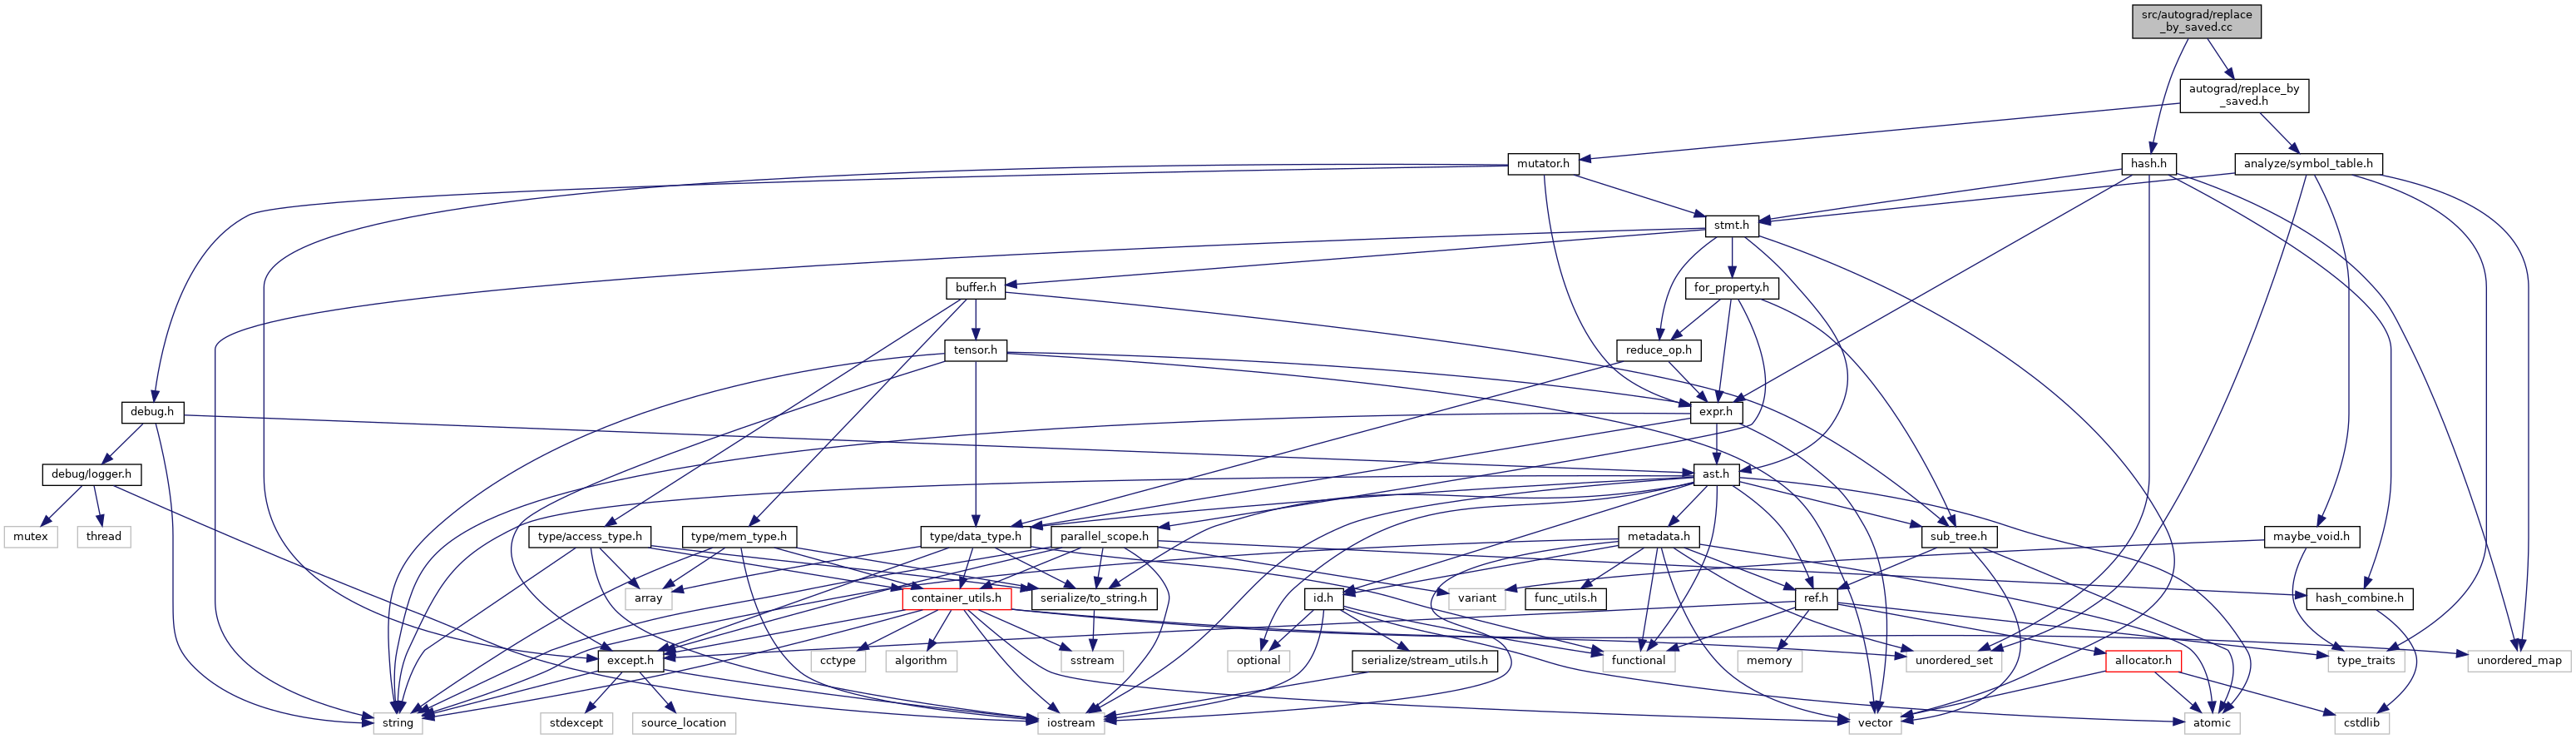 src/autograd/replace
_by_saved.cc
autograd/replace_by
_saved.h
mutator.h
hash.h
analyze/symbol_table.h
stmt.h
buffer.h
for_property.h
tensor.h
reduce_op.h
debug.h
expr.h
debug/logger.h
ast.h
mutex
thread
type/access_type.h
type/mem_type.h
type/data_type.h
parallel_scope.h
metadata.h
sub_tree.h
maybe_void.h
array
container_utils.h
serialize/to_string.h
id.h
variant
func_utils.h
ref.h
hash_combine.h
except.h
cctype
algorithm
sstream
optional
serialize/stream_utils.h
functional
memory
unordered_set
allocator.h
type_traits
unordered_map
string
stdexcept
source_location
iostream
vector
atomic
cstdlib